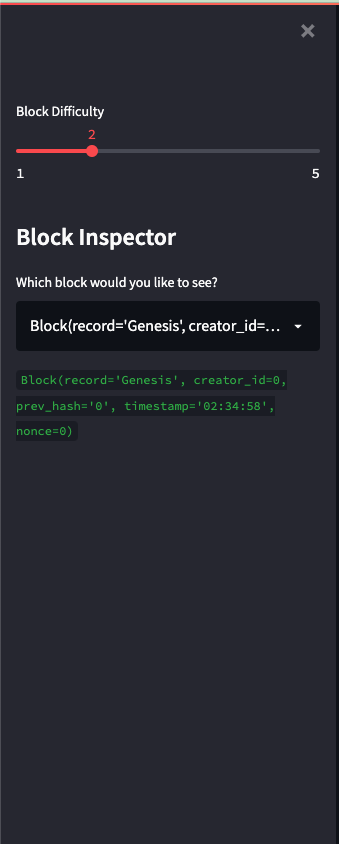 Block Difficulty
2
1 5
Block Inspector
Which block would you like to see?
Block(record='Genesis', creator_id=...
Block(record='Genesis', creator_id=0,
prev_hash='0', timestamp='02:34:58',
nonce=0)